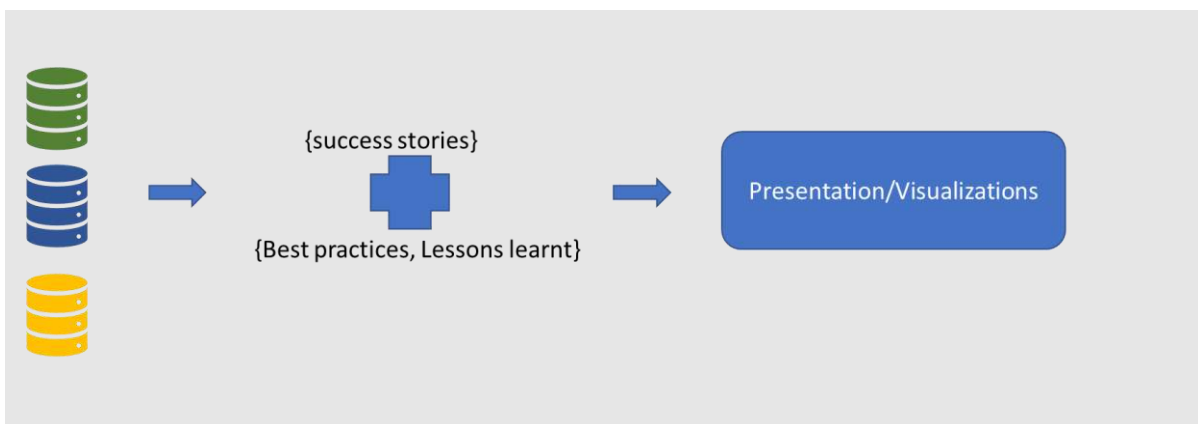 {success stories}
{Best practices, Lessons learnt}
Presentation/Visualizations